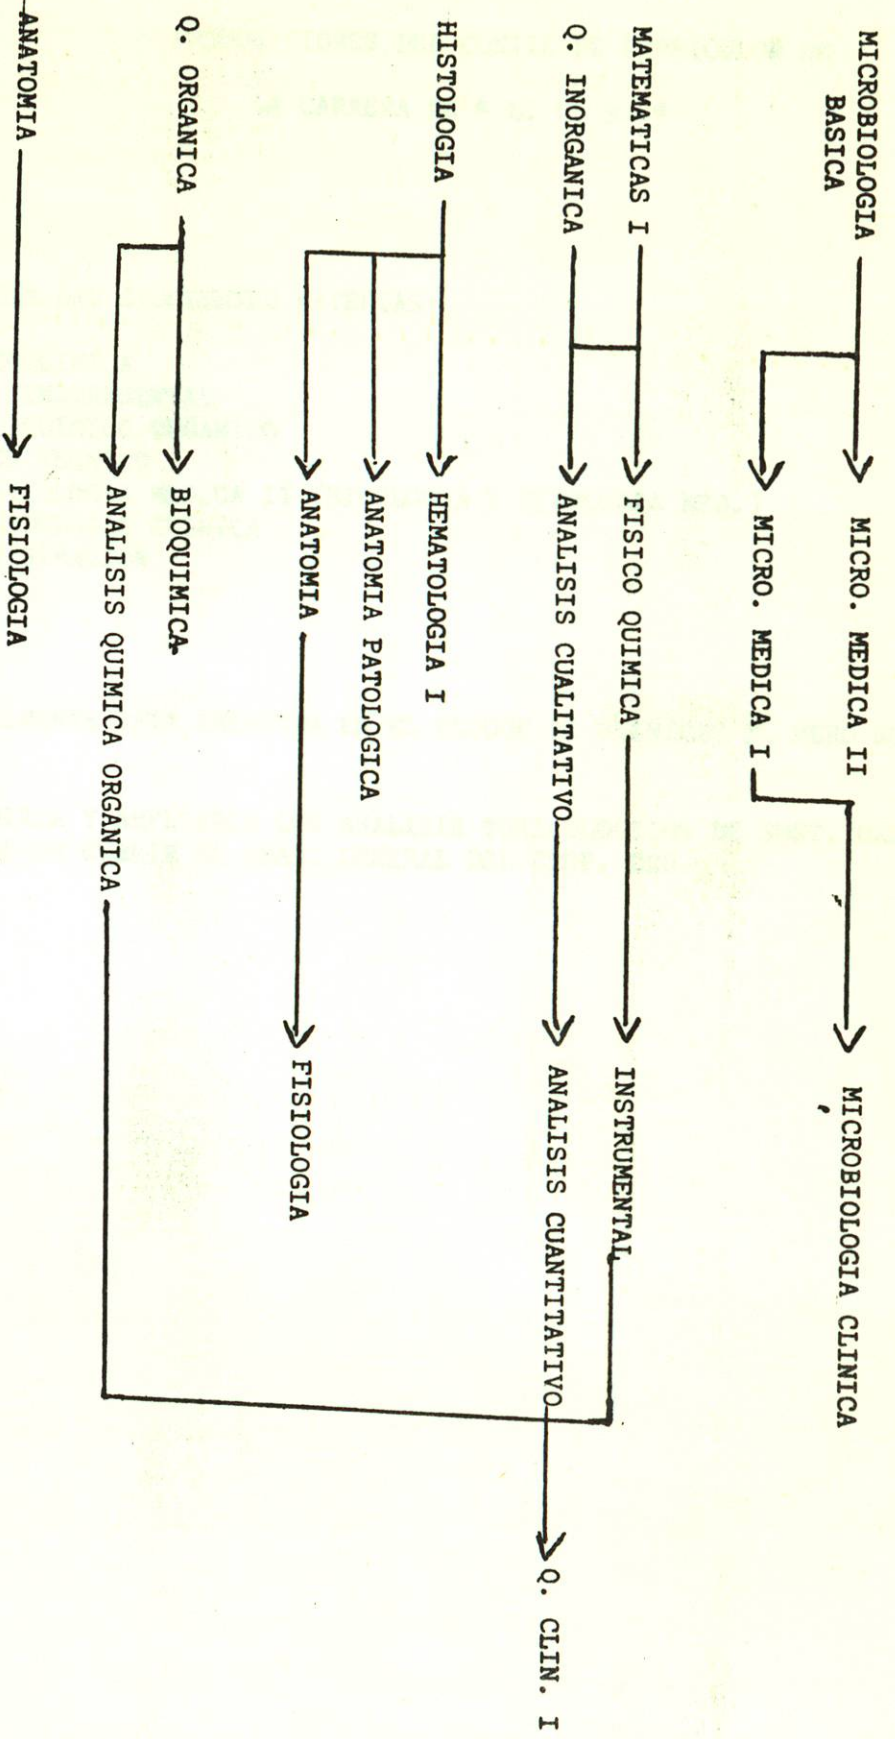 MICROBIOLOGIA
BASICA
MICRO. MEDICA II
MICRO. MEDICA I
MICROBIOLOGIA CLINICA
MATEMATICAS I
FISICO QUIMICA
INSTRUMENTAL
Q. INORGANICA
ANALISIS CUALITATIVO
ANALISIS CUANTITATIVO
Q. CLIN. I
HISTOLOGIA
HEMATOLOGIA I
ANATOMIA PATOLOGICA
ANATOMIA
FISIOLOGIA
Q. ORGANICA
BIOQUIMICA
ANALISIS QUIMICA ORGANICA
ANATOMIA
FISIOLOGIA